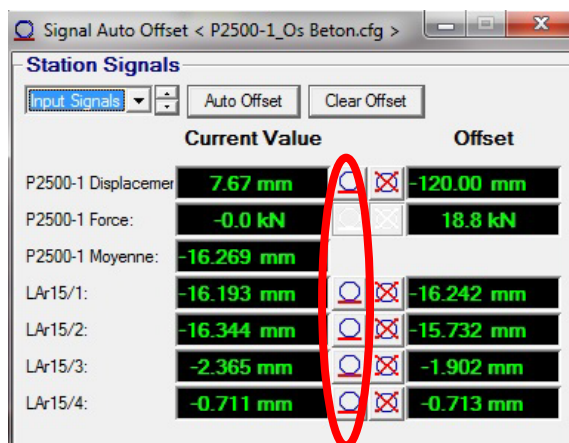 Signal Auto Offset < P2500-1_Os Beton.cfg >
Station Signals
Input Signals Auto Offset Clear Offset
Current Value Offset
P2500-1 Displacemer 7.67 mm -120.00 mm
P2500-1 Force: -0.0 kN 18.8 kN
P2500-1 Moyenne: -16.269 mm
LAr15/1: -16.193 mm -16.242 mm
LAr15/2: -16.344 mm -15.732 mm
LAr15/3: -2.365 mm -1.902 mm
LAr15/4: -0.711 mm -0.713 mm